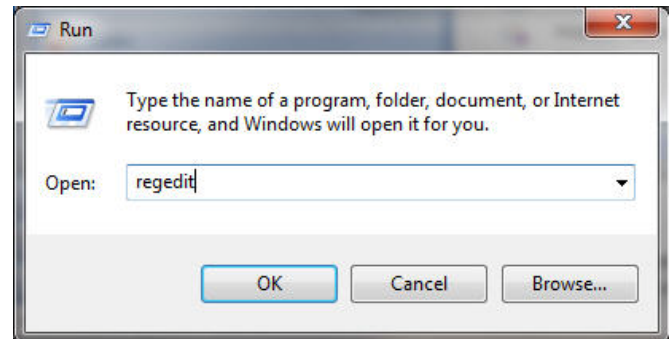 Run
Type the name of a program, folder, document, or Internet
resource, and Windows will open it for you.
Open: regedit
OK Cancel Browse...